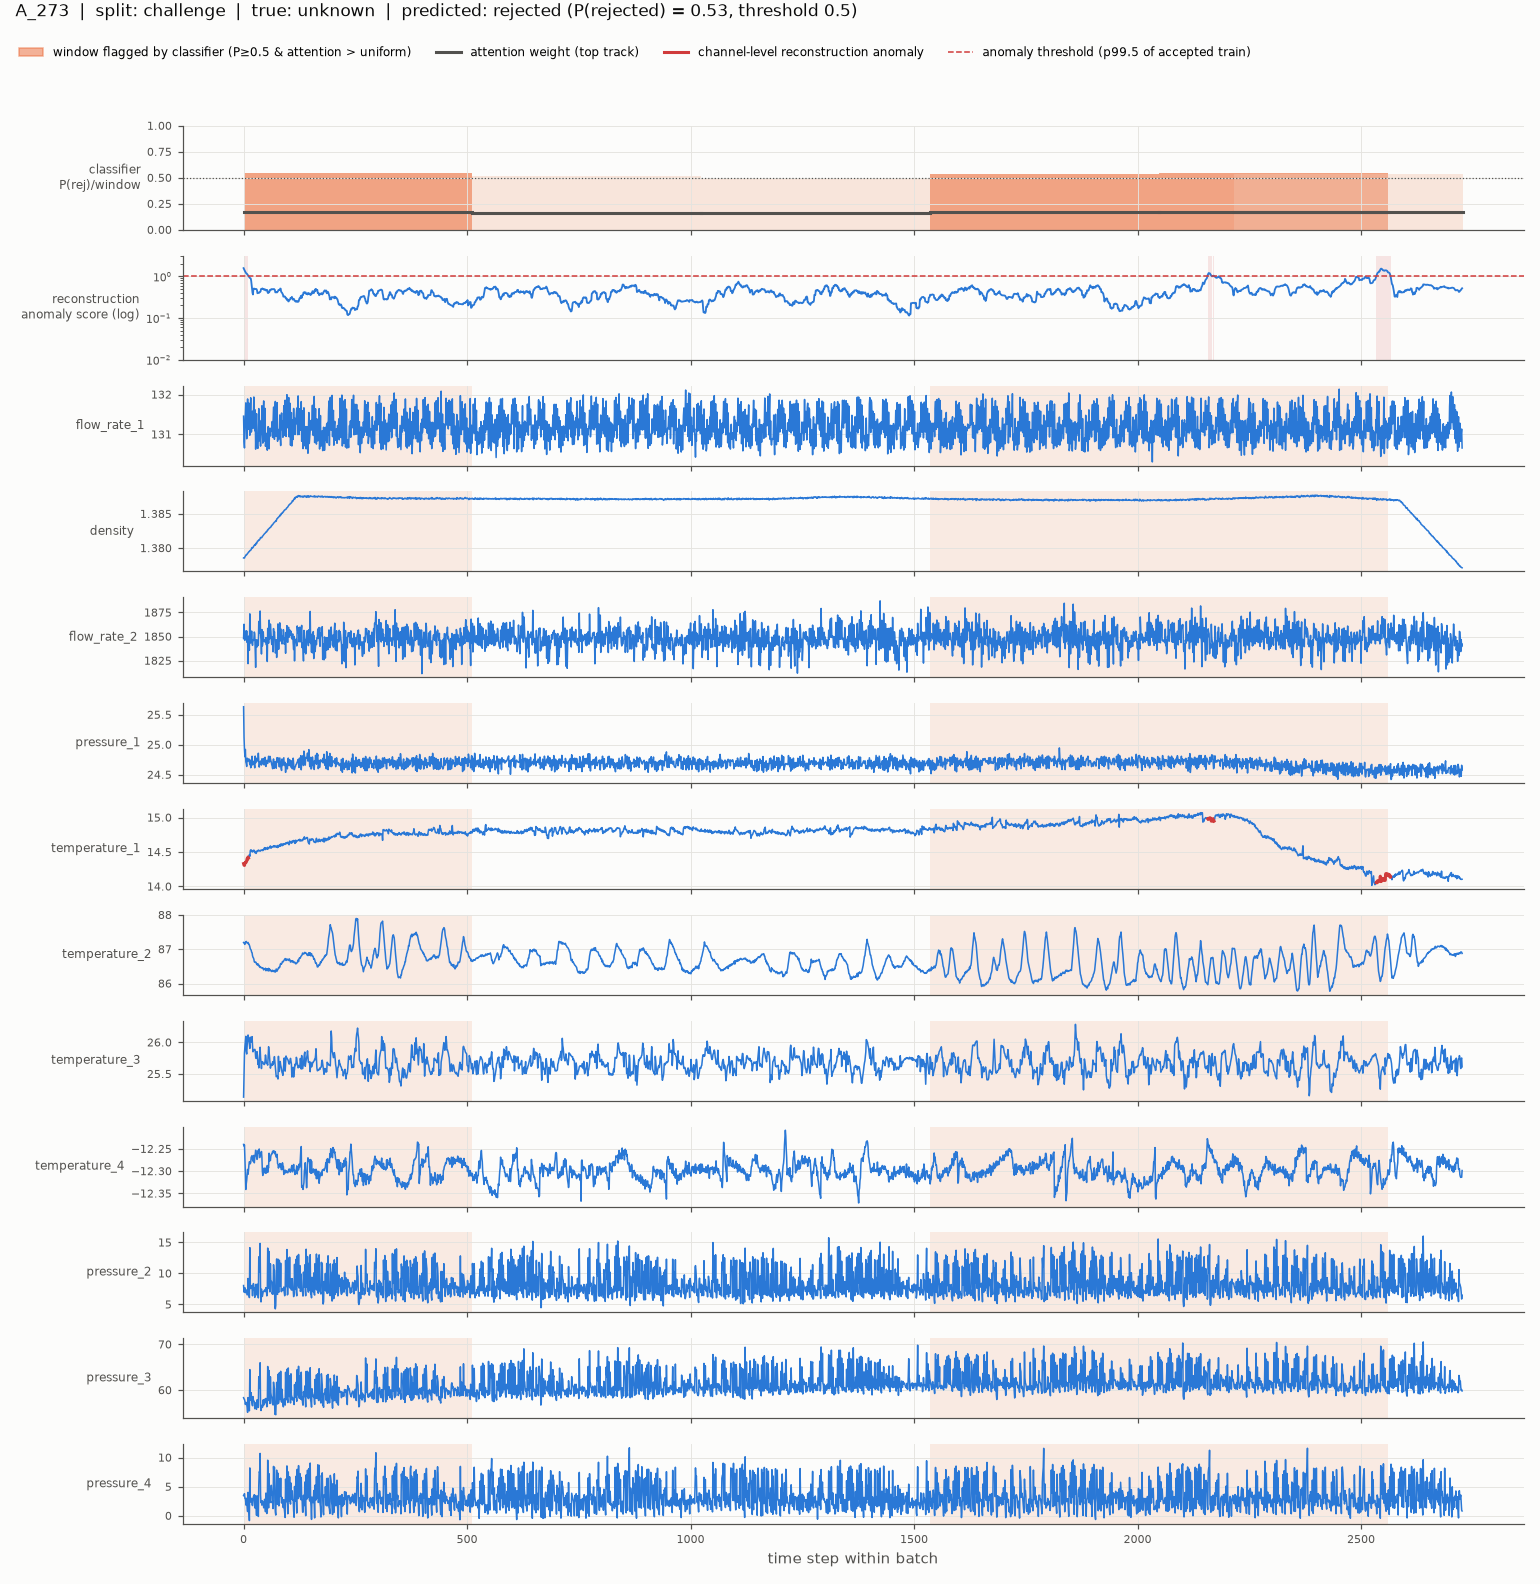 A_273 | split: challenge | true: unknown | predicted: rejected (P(rejected) = 0.53, threshold 0.5)
window flagged by classifier (P≥0.5 & attention > uniform) attention weight (top track) channel-level reconstruction anomaly anomaly threshold (p99.5 of accepted train)
1.00
0.75
classifier
P(rej)/window
0.50
0.25
0.00
10⁰
reconstruction
anomaly score (log)
10⁻¹
10⁻²
132
flow_rate_1
131
1.385
density
1.380
1875
flow_rate_2
1850
1825
25.5
pressure_1
25.0
24.5
15.0
temperature_1
14.5
14.0
88
temperature_2
87
86
26.0
temperature_3
25.5
−12.25
temperature_4
−12.30
−12.35
15
pressure_2
10
5
70
pressure_3
60
10
pressure_4
5
0
0 500 1000 1500 2000 2500
time step within batch